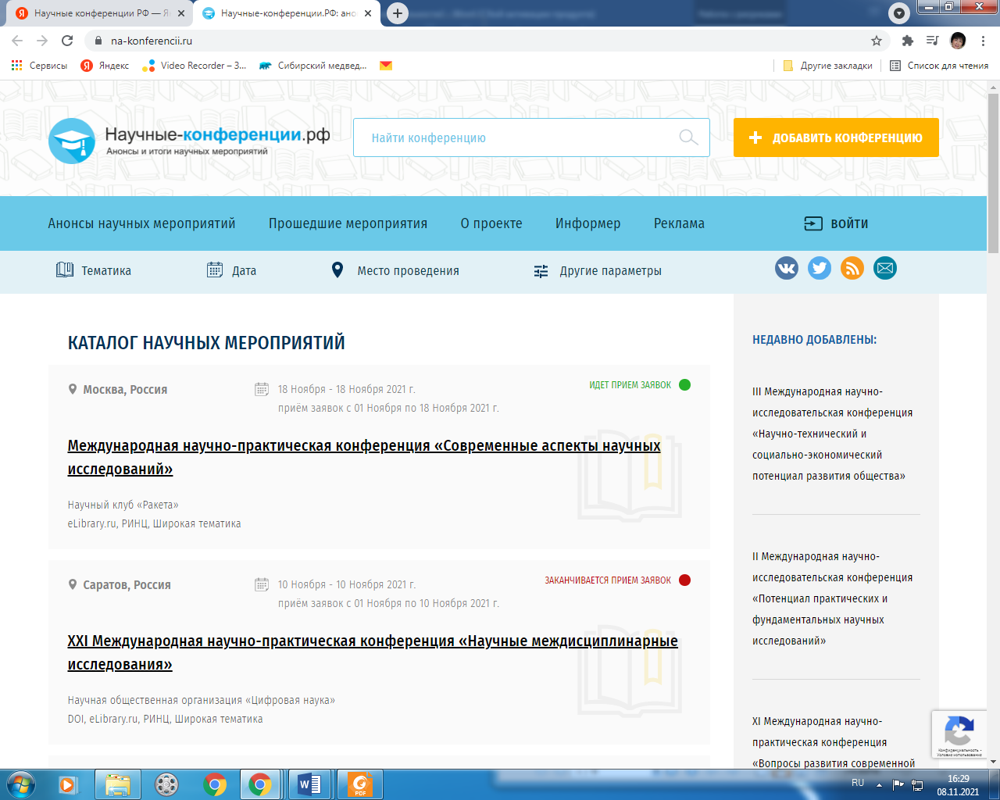 Научные конференции РФ — Я
Научные-конференции.РФ: ано
na-konferencii.ru
Сервисы
Яндекс
Video Recorder – З...
Сибирский медвед...
Другие закладки
Список для чтения
Научные-конференции.рф
Анонсы и итоги научных мероприятий
Найти конференцию
ДОБАВИТЬ КОНФЕРЕНЦИЮ
Анонсы научных мероприятий
Прошедшие мероприятия
О проекте
Информер
Реклама
ВОЙТИ
Тематика
Дата
Место проведения
Другие параметры
КАТАЛОГ НАУЧНЫХ МЕРОПРИЯТИЙ
Москва, Россия
18 Ноября - 18 Ноября 2021 г.
приём заявок с 01 Ноября по 18 Ноября 2021 г.
ИДЕТ ПРИЕМ ЗАЯВОК
Международная научно-практическая конференция «Современные аспекты научных
исследований»
Научный клуб «Ракета»
eLibrary.ru, РИНЦ, Широкая тематика
Саратов, Россия
10 Ноября - 10 Ноября 2021 г.
приём заявок с 01 Ноября по 10 Ноября 2021 г.
ЗАКАНЧИВАЕТСЯ ПРИЕМ ЗАЯВОК
XXI Международная научно-практическая конференция «Научные междисциплинарные
исследования»
Научная общественная организация «Цифровая наука»
DOI, eLibrary.ru, РИНЦ, Широкая тематика
НЕДАВНО ДОБАВЛЕНЫ:
III Международная научно-
исследовательская конференция
«Научно-технический и
социально-экономический
потенциал развития общества»
II Международная научно-
исследовательская конференция
«Потенциал практических и
фундаментальных научных
исследований»
XI Международная научно-
практическая конференция
«Вопросы развития современной
Конфиденциальность -
Условия использования
PDF
RU
16:29
08.11.2021